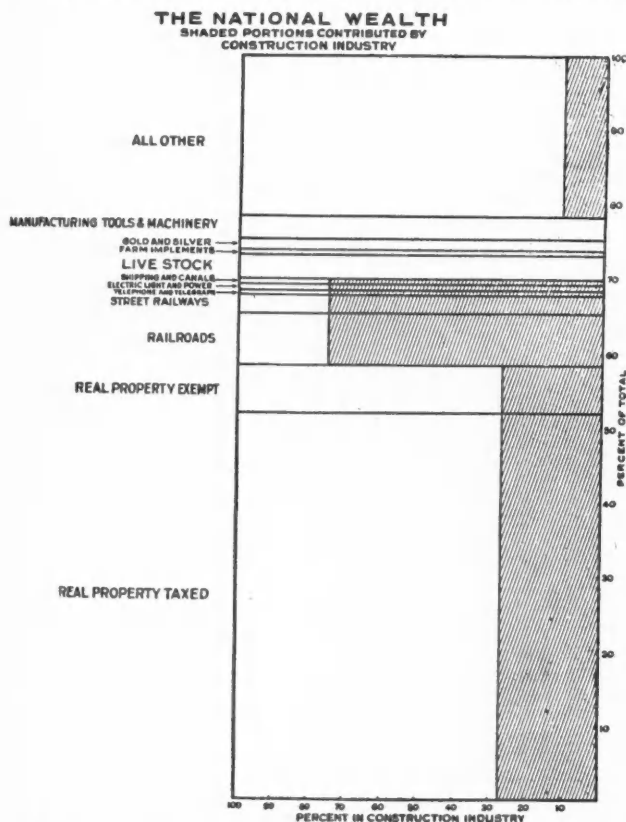 THE NATIONAL WEALTH
SHADED PORTIONS CONTRIBUTED BY
CONSTRUCTION INDUSTRY
100
90
ALL OTHER
80
MANUFACTURING TOOLS & MACHINERY
GOLD AND SILVER
FARM IMPLEMENTS
LIVE STOCK
70
SHIPPING AND CANALS
ELECTRIC LIGHT AND POWER
TELEPHONE AND TELEGRAPH
STREET RAILWAYS
RAILROADS
60
REAL PROPERTY EXEMPT
PERCENT OF TOTAL
50
40
30
REAL PROPERTY TAXED
20
10
100 90 80 70 60 50 40 30 20 10
PERCENT IN CONSTRUCTION INDUSTRY